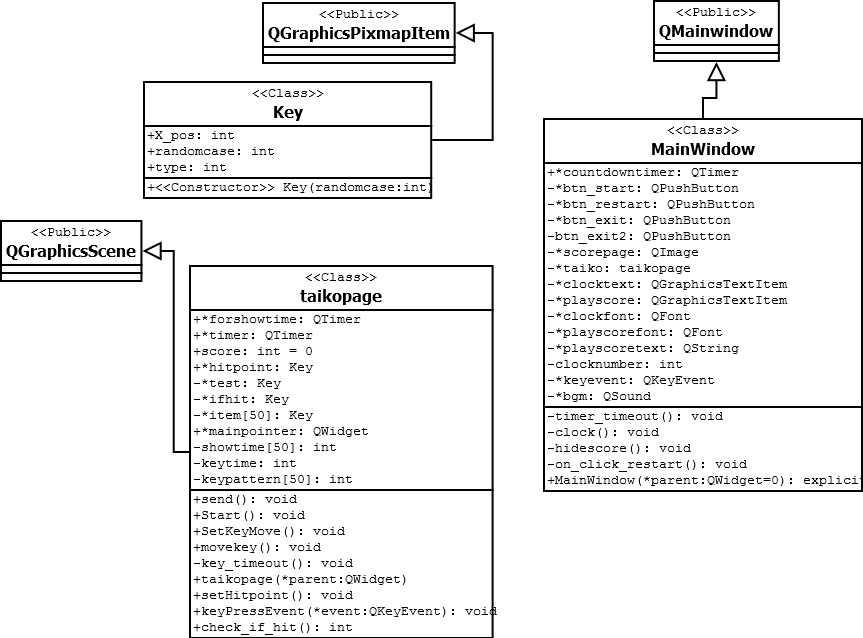 <<Public>>
QGraphicsPixmapItem
<<Class>>
Key
+X_pos: int
+randomcase: int
+type: int
+<<Constructor>> Key(randomcase:int)
<<Public>>
QGraphicsScene
<<Class>>
taikopage
+*forshowtime: QTimer
+*timer: QTimer
+score: int = 0
+*hitpoint: Key
-*test: Key
-*ifhit: Key
-*item[50]: Key
+*mainpointer: QWidget
-showtime[50]: int
-keytime: int
-keypattern[50]: int
+send(): void
+Start(): void
+SetKeyMove(): void
+movekey(): void
-key_timeout(): void
+taikopage(*parent:QWidget)
+setHitpoint(): void
+keyPressEvent(*event:QKeyEvent): void
+check_if_hit(): int
<<Public>>
QMainwindow
<<Class>>
MainWindow
+*countdowntimer: QTimer
-*btn_start: QPushButton
-*btn_restart: QPushButton
-*btn_exit: QPushButton
-btn_exit2: QPushButton
-*scorepage: QImage
-*taiko: taikopage
-*clocktext: QGraphicsTextItem
-*playscore: QGraphicsTextItem
-*clockfont: QFont
-*playscorefont: QFont
-*playscoretext: QString
-clocknumber: int
-*keyevent: QKeyEvent
-*bgm: QSound
-timer_timeout(): void
-clock(): void
-hidescore(): void
-on_click_restart(): void
+MainWindow(*parent:QWidget=0): explicit